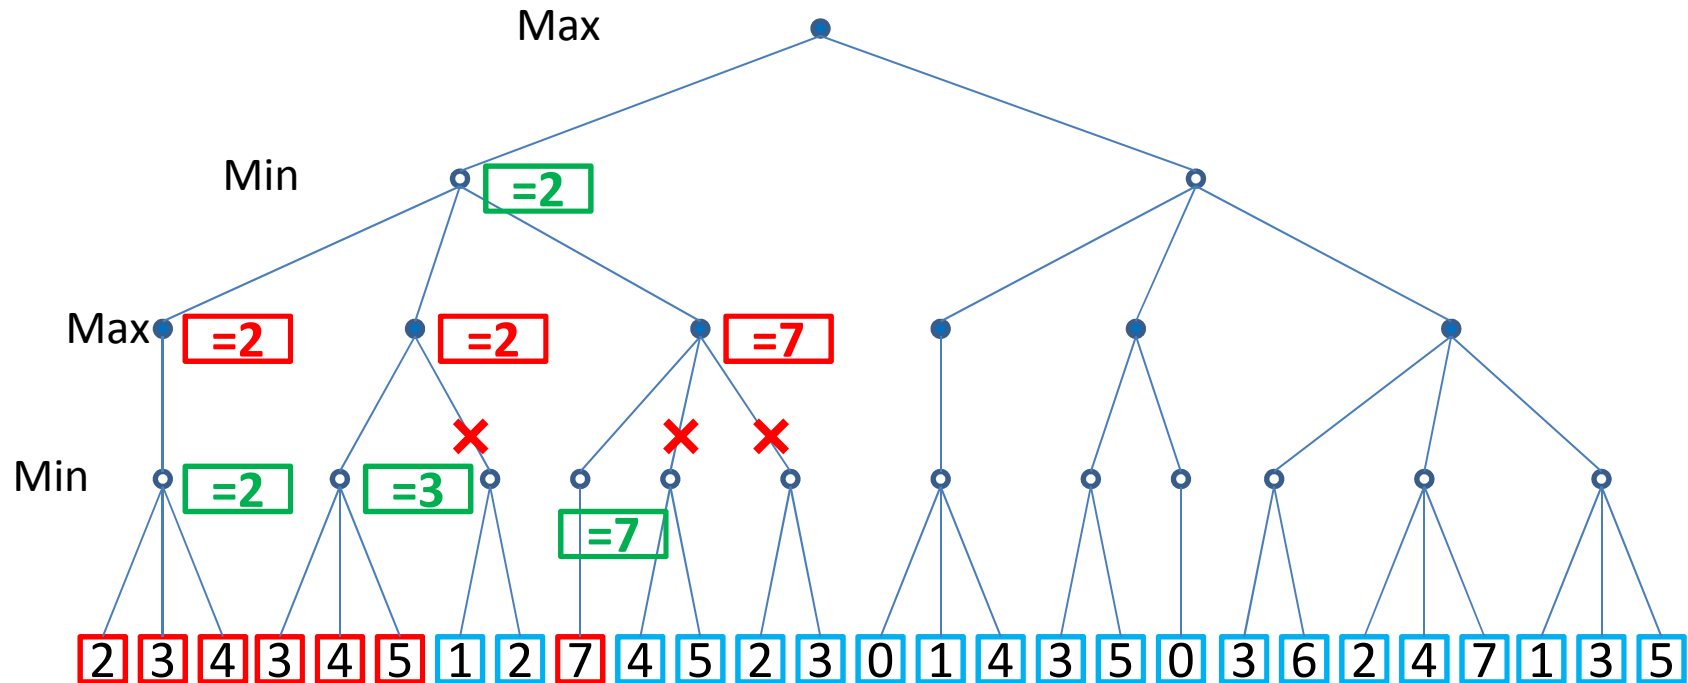 Max
Min =2
Max =2 =2 =7
Min =2 =3
=7
2 3 4 3 4 5 1 2 7 4 5 2 3 0 1 4 3 5 0 3 6 2 4 7 1 3 5